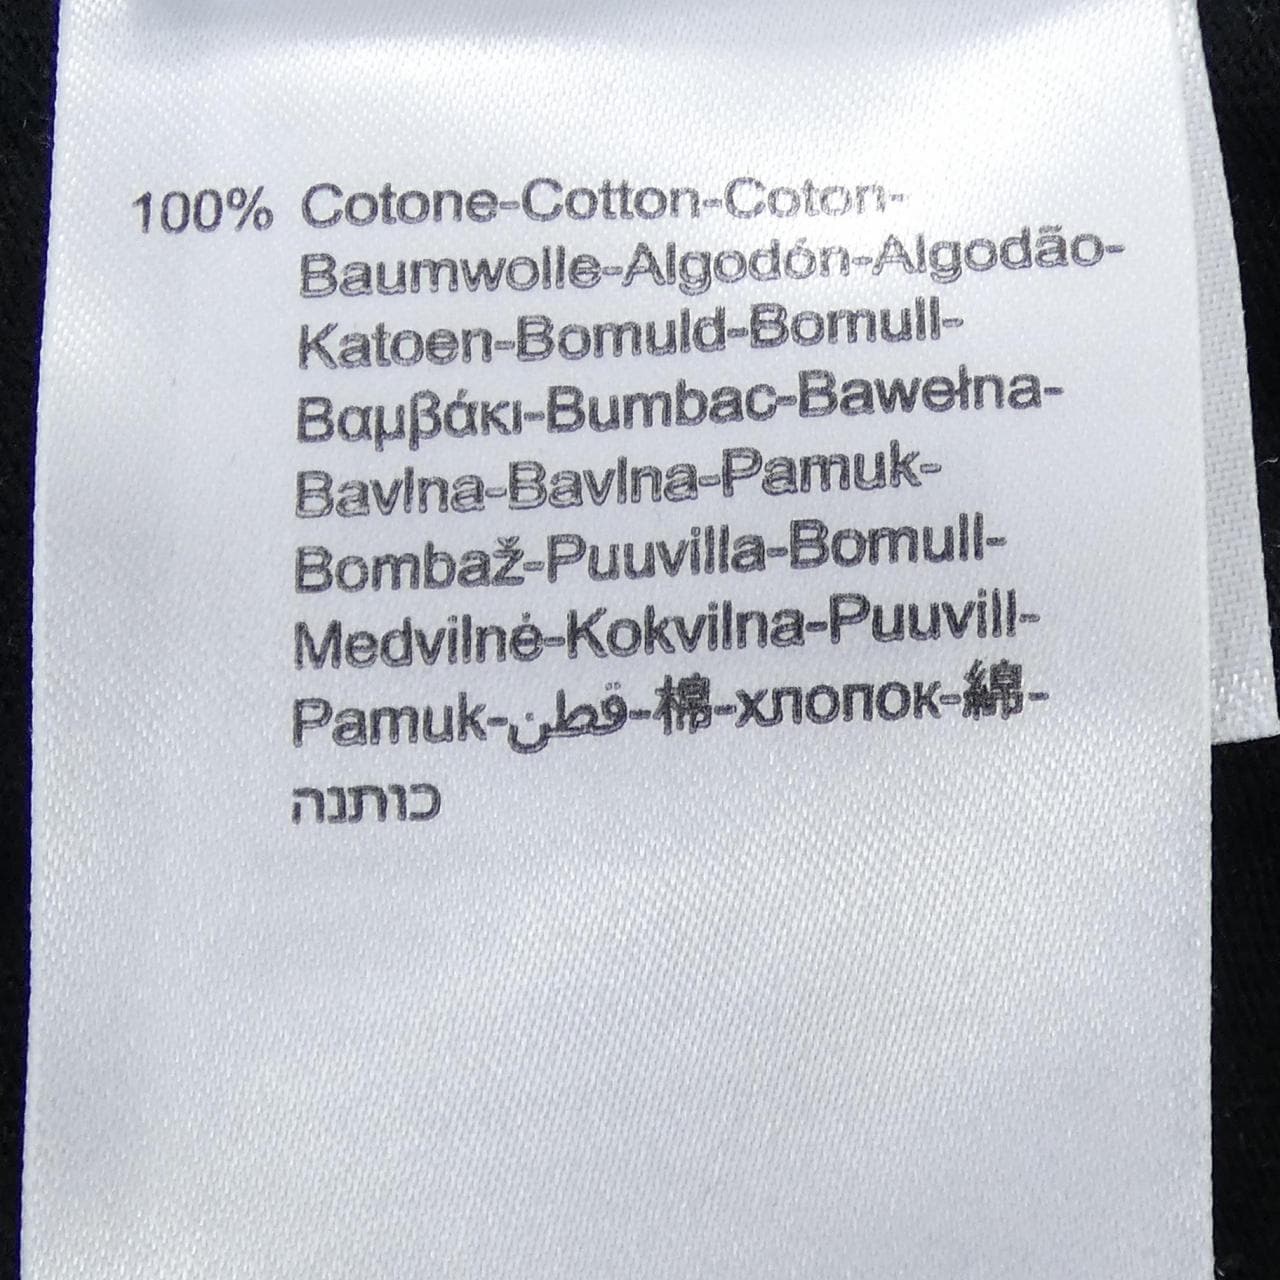 100% Cotone-Cotton-Coton-
Baumwolle-Algodón-Algodão-
Katoen-Bomuld-Bomull-
Βαμβάκι-Bumbac-Bawełna-
Bavlna-Bavlna-Pamuk-
Bombaž-Puuvilla-Bomull-
Medvilnė-Kokvilna-Puuvill-
Pamuk-قطن-棉-хлопок-綿-
כותנה